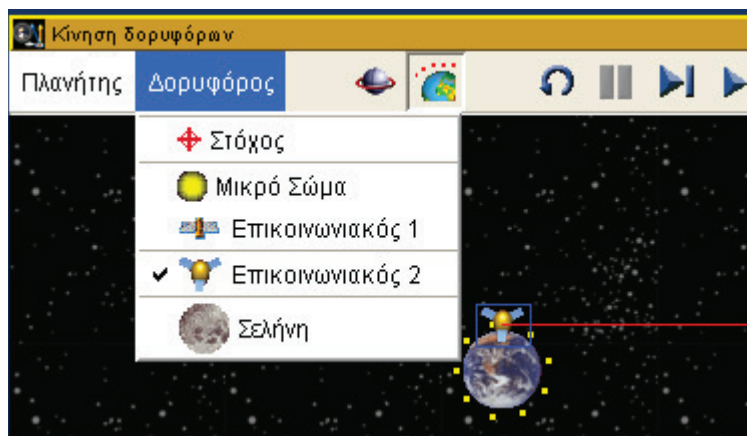 Κίνηση δορυφόρων
Πλανήτης Δορυφόρος
Στόχος
Μικρό Σώμα
Επικοινωνιακός 1
Επικοινωνιακός 2
Σελήνη